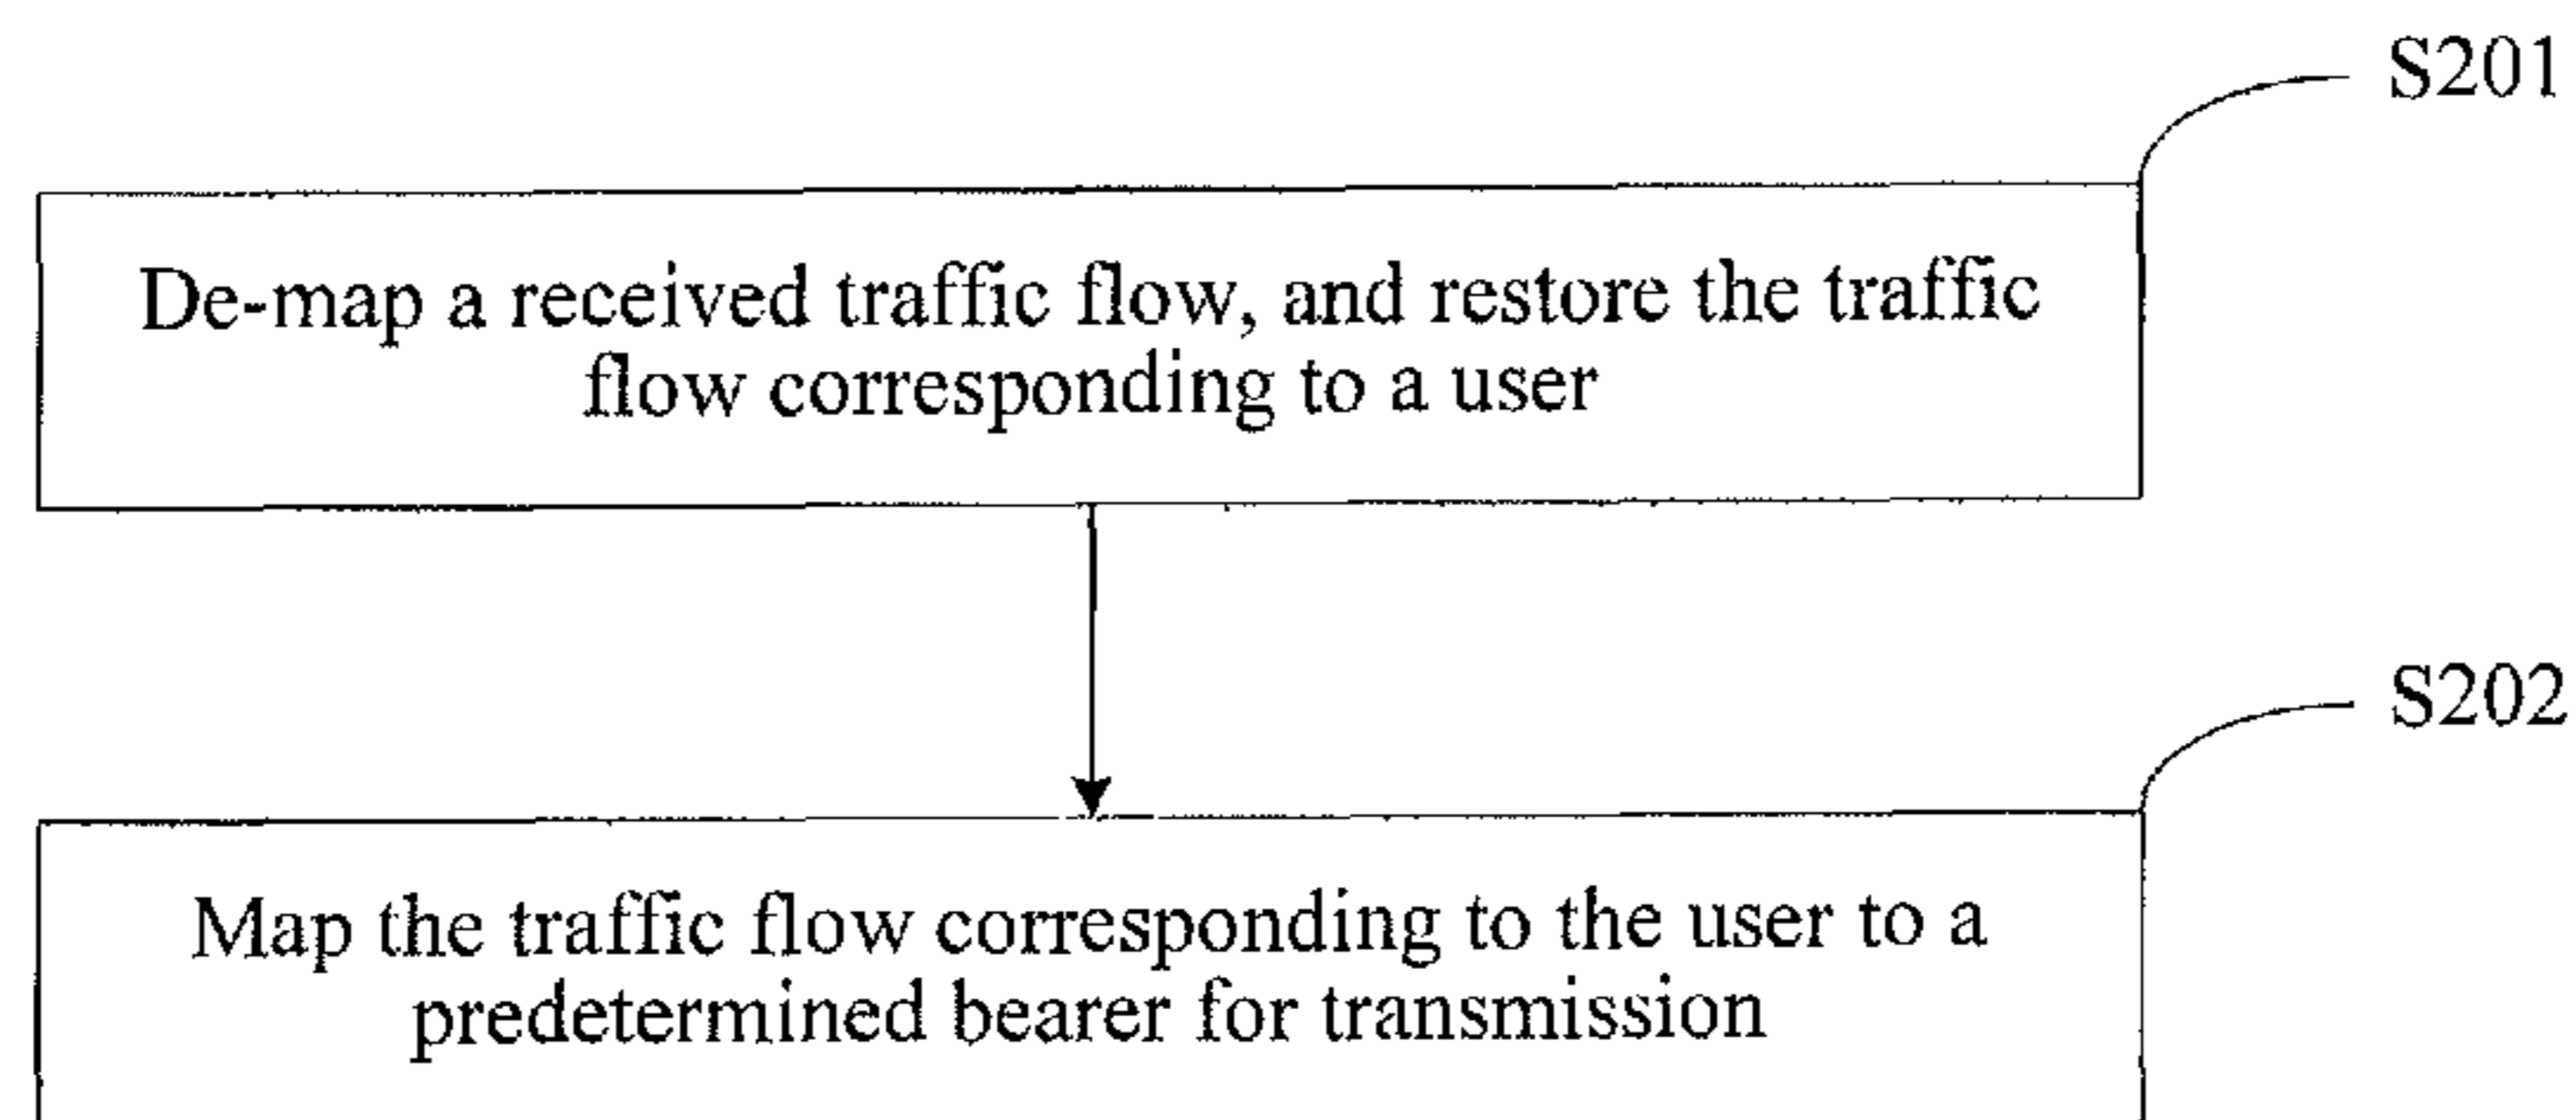 S201
De-map a received traffic flow, and restore the traffic
flow corresponding to a user
S202
Map the traffic flow corresponding to the user to a
predetermined bearer for transmission